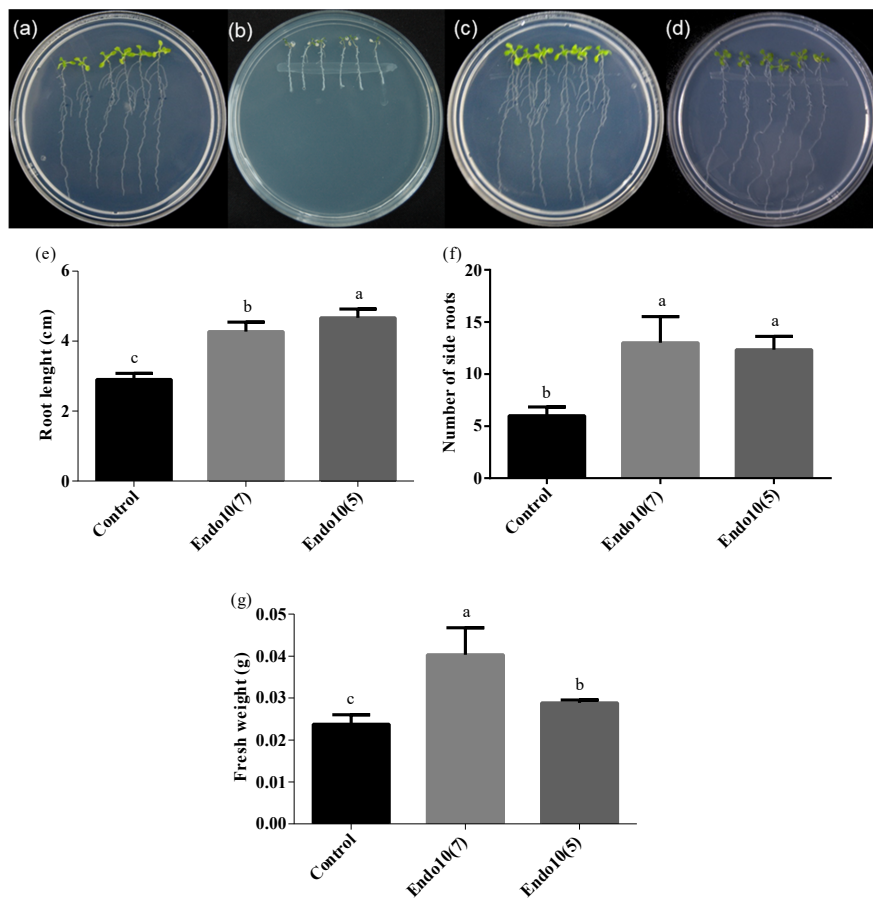 (a) (b) (c) (d)
(e)
6
4
2
0
Root lenght (cm)
c
b
a
Control
Endo10(7)
Endo10(5)
(f)
20
15
10
5
0
Number of side roots
b
a
a
Control
Endo10(7)
Endo10(5)
(g)
0.05
0.04
0.03
0.02
0.01
0.00
Fresh weight (g)
c
a
b
Control
Endo10(7)
Endo10(5)